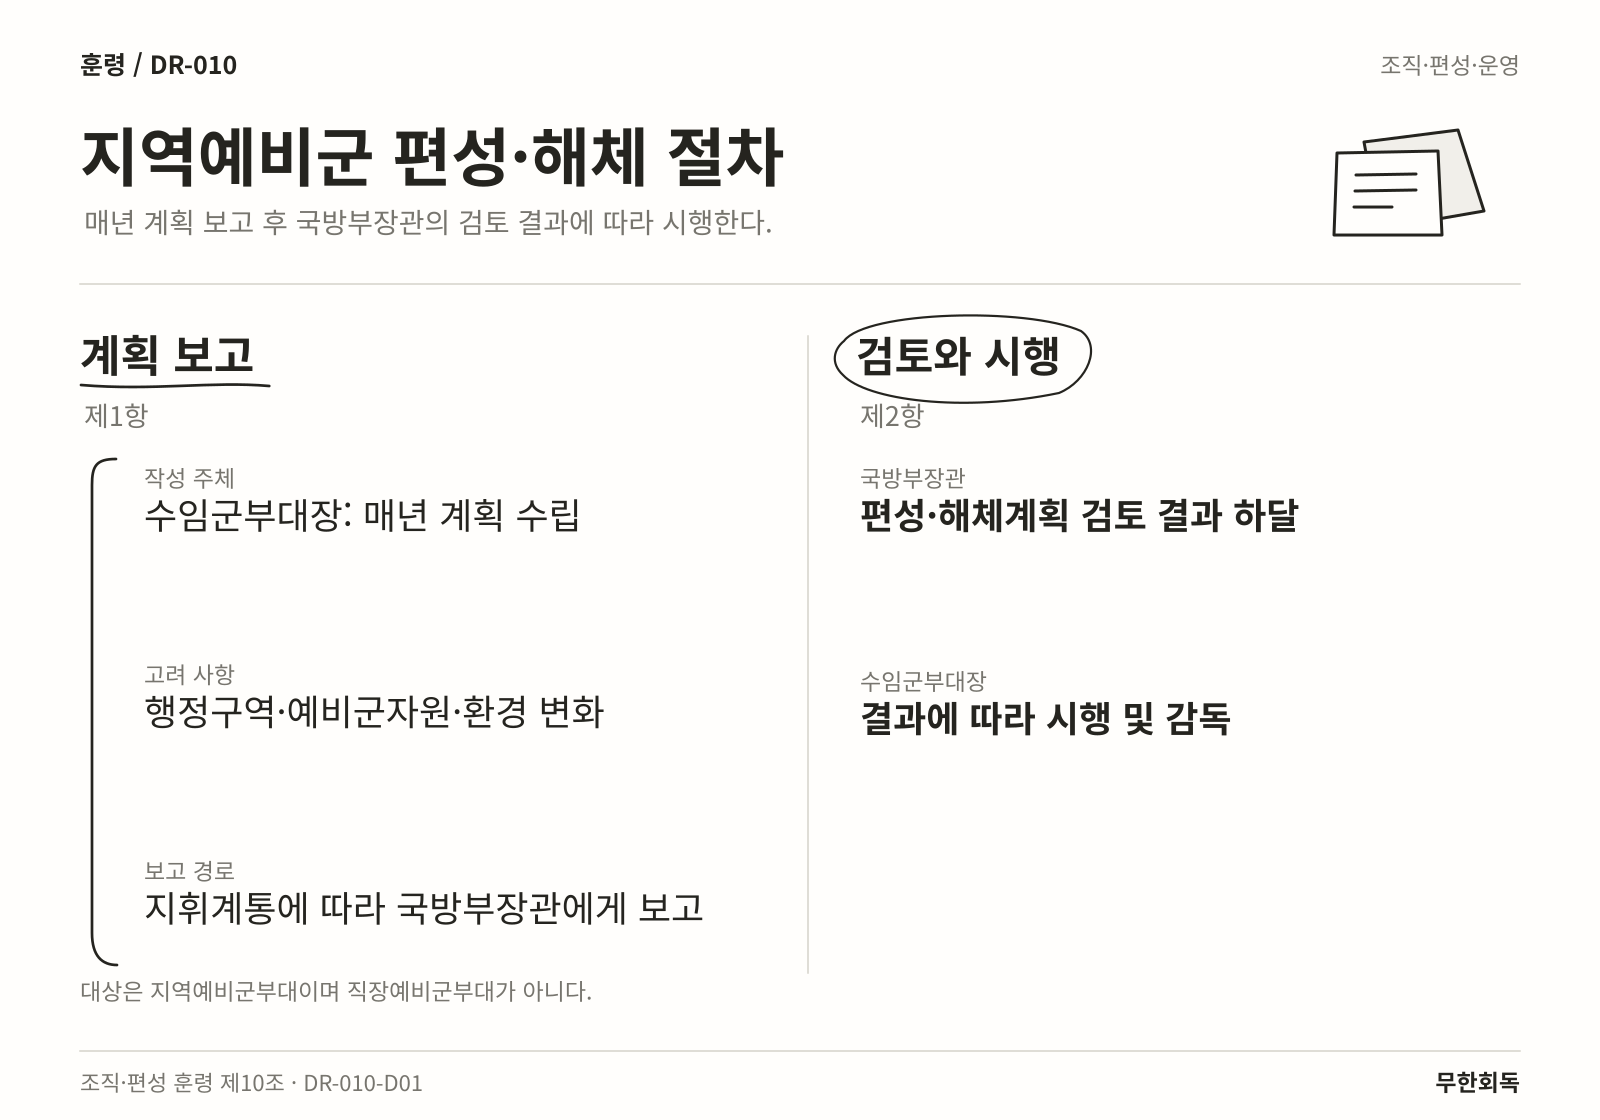 훈령 / DR-010
조직·편성·운영
지역예비군 편성·해체 절차
매년 계획 보고 후 국방부장관의 검토 결과에 따라 시행한다.
계획 보고
제1항
작성 주체
수임군부대장: 매년 계획 수립
고려 사항
행정구역·예비군자원·환경 변화
보고 경로
지휘계통에 따라 국방부장관에게 보고
대상은 지역예비군부대이며 직장예비군부대가 아니다.
검토와 시행
제2항
국방부장관
편성·해체계획 검토 결과 하달
수임군부대장
결과에 따라 시행 및 감독
조직·편성 훈령 제10조 · DR-010-D01
무한회독